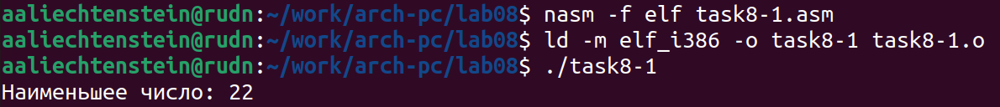 aaliechtenstein@rudn:~/work/arch-pc/lab08$ nasm -f elf task8-1.asm
aaliechtenstein@rudn:~/work/arch-pc/lab08$ ld -m elf_i386 -o task8-1 task8-1.o
aaliechtenstein@rudn:~/work/arch-pc/lab08$ ./task8-1
Наименьшее число: 22